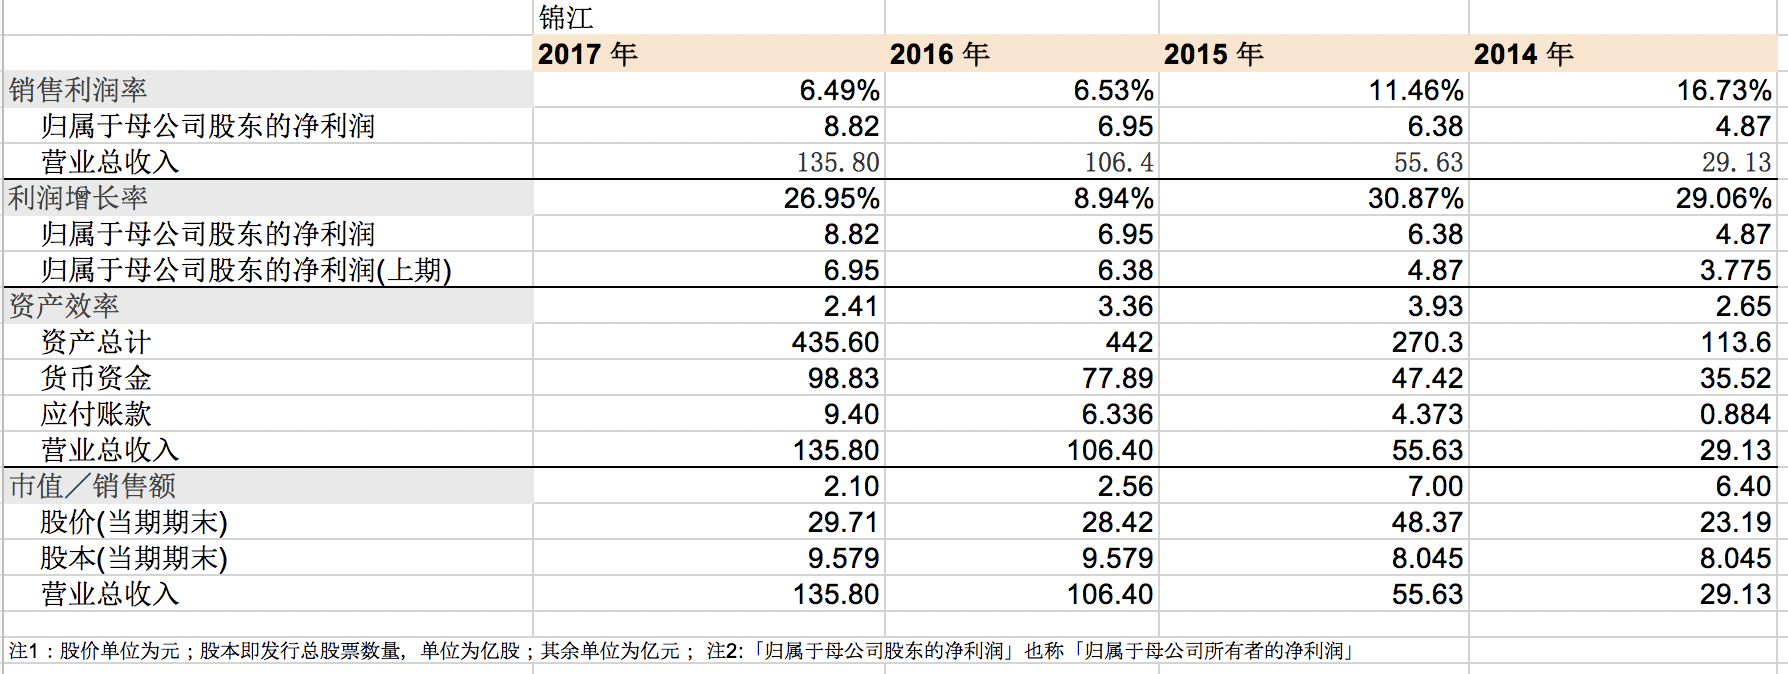 锦江
2017 年 2016 年 2015 年 2014 年
销售利润率 6.49% 6.53% 11.46% 16.73%
归属于母公司股东的净利润 8.82 6.95 6.38 4.87
营业总收入 135.80 106.4 55.63 29.13
利润增长率 26.95% 8.94% 30.87% 29.06%
归属于母公司股东的净利润 8.82 6.95 6.38 4.87
归属于母公司股东的净利润(上期) 6.95 6.38 4.87 3.775
资产效率 2.41 3.36 3.93 2.65
资产总计 435.60 442 270.3 113.6
货币资金 98.83 77.89 47.42 35.52
应付账款 9.40 6.336 4.373 0.884
营业总收入 135.80 106.40 55.63 29.13
市值／销售额 2.10 2.56 7.00 6.40
股价(当期期末) 29.71 28.42 48.37 23.19
股本(当期期末) 9.579 9.579 8.045 8.045
营业总收入 135.80 106.40 55.63 29.13
注1：股价单位为元；股本即发行总股票数量，单位为亿股；其余单位为亿元； 注2:「归属于母公司股东的净利润」也称「归属于母公司所有者的净利润」